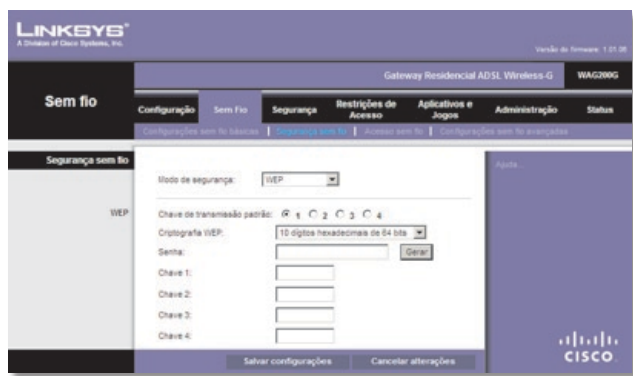 LINKSYS®
A Division of Cisco Systems, Inc.
Versão do firmware: 1.01.06
Gateway Residencial ADSL Wireless-G
WAG200G
Sem fio
Configuração
Sem Fio
Segurança
Restrições de Acesso
Aplicativos e Jogos
Administração
Status
Configurações sem fio básicas | Segurança sem fio | Acesso sem fio | Configurações sem fio avançadas
Segurança sem fio
Ajuda...
Modo de segurança: WEP
WEP
Chave de transmissão padrão: 1 2 3 4
Criptografia WEP: 10 dígitos hexadecimais de 64 bits
Senha: Gerar
Chave 1:
Chave 2:
Chave 3:
Chave 4:
Salvar configurações
Cancelar alterações
CISCO